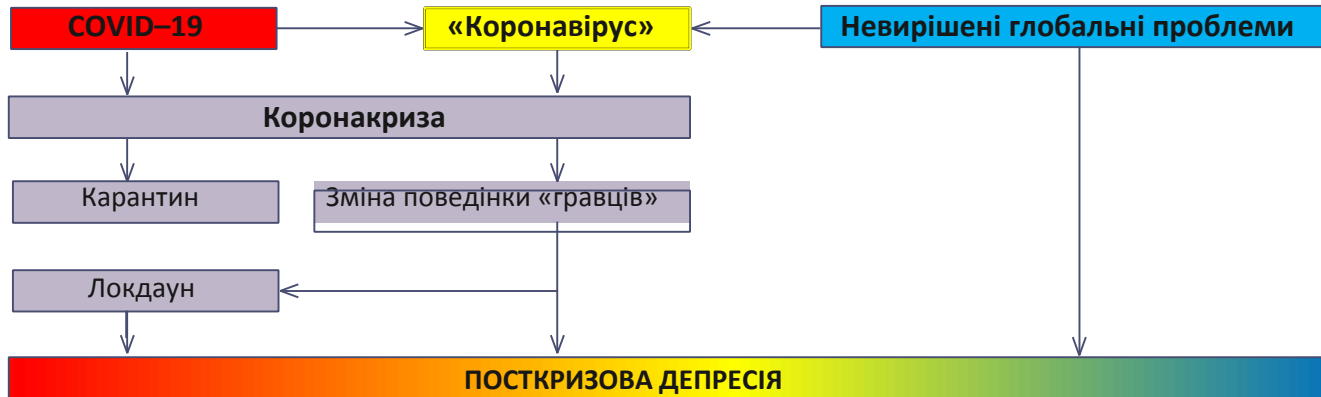 COVID–19
«Коронавірус»
Невирішені глобальні проблеми
Коронакриза
Карантин
Зміна поведінки «гравців»
Локдаун
ПОСТКРИЗОВА ДЕПРЕСІЯ